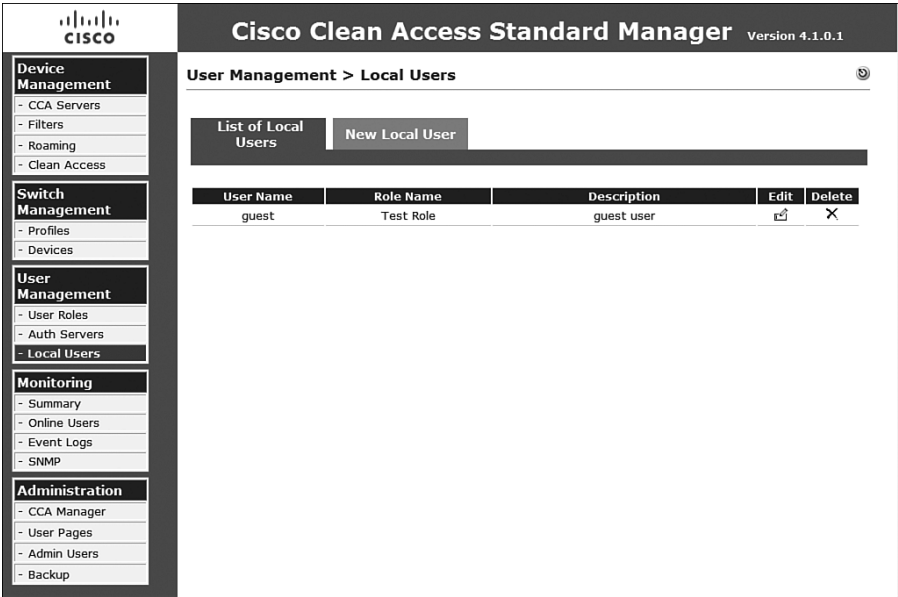 CISCO
Cisco Clean Access Standard Manager Version 4.1.0.1
Device
Management
- CCA Servers
- Filters
- Roaming
- Clean Access
Switch
Management
- Profiles
- Devices
User
Management
- User Roles
- Auth Servers
- Local Users
Monitoring
- Summary
- Online Users
- Event Logs
- SNMP
Administration
- CCA Manager
- User Pages
- Admin Users
- Backup
User Management > Local Users
List of Local
Users
New Local User
User Name Role Name Description Edit Delete
guest Test Role guest user